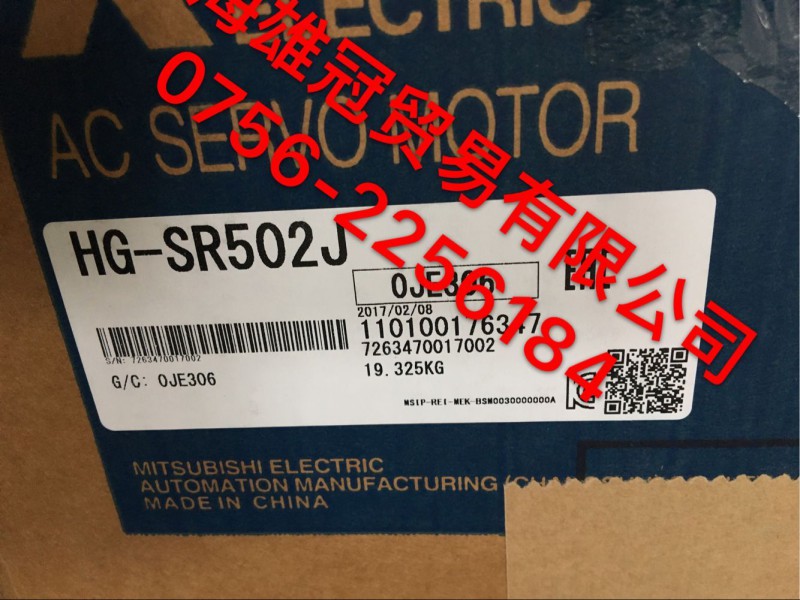 ELECTRIC
海雄冠贸易有限公司
0756-2256184
AC SERVO MOTOR
HG-SR502J
0JE306
2017/02/08
110100176347
7263470017002
S/N: 7263470017002
19.325KG
G/C: 0JE306
MSIP-REI-MEK-BSM0030000000A
MITSUBISHI ELECTRIC
AUTOMATION MANUFACTURING
MADE IN CHINA